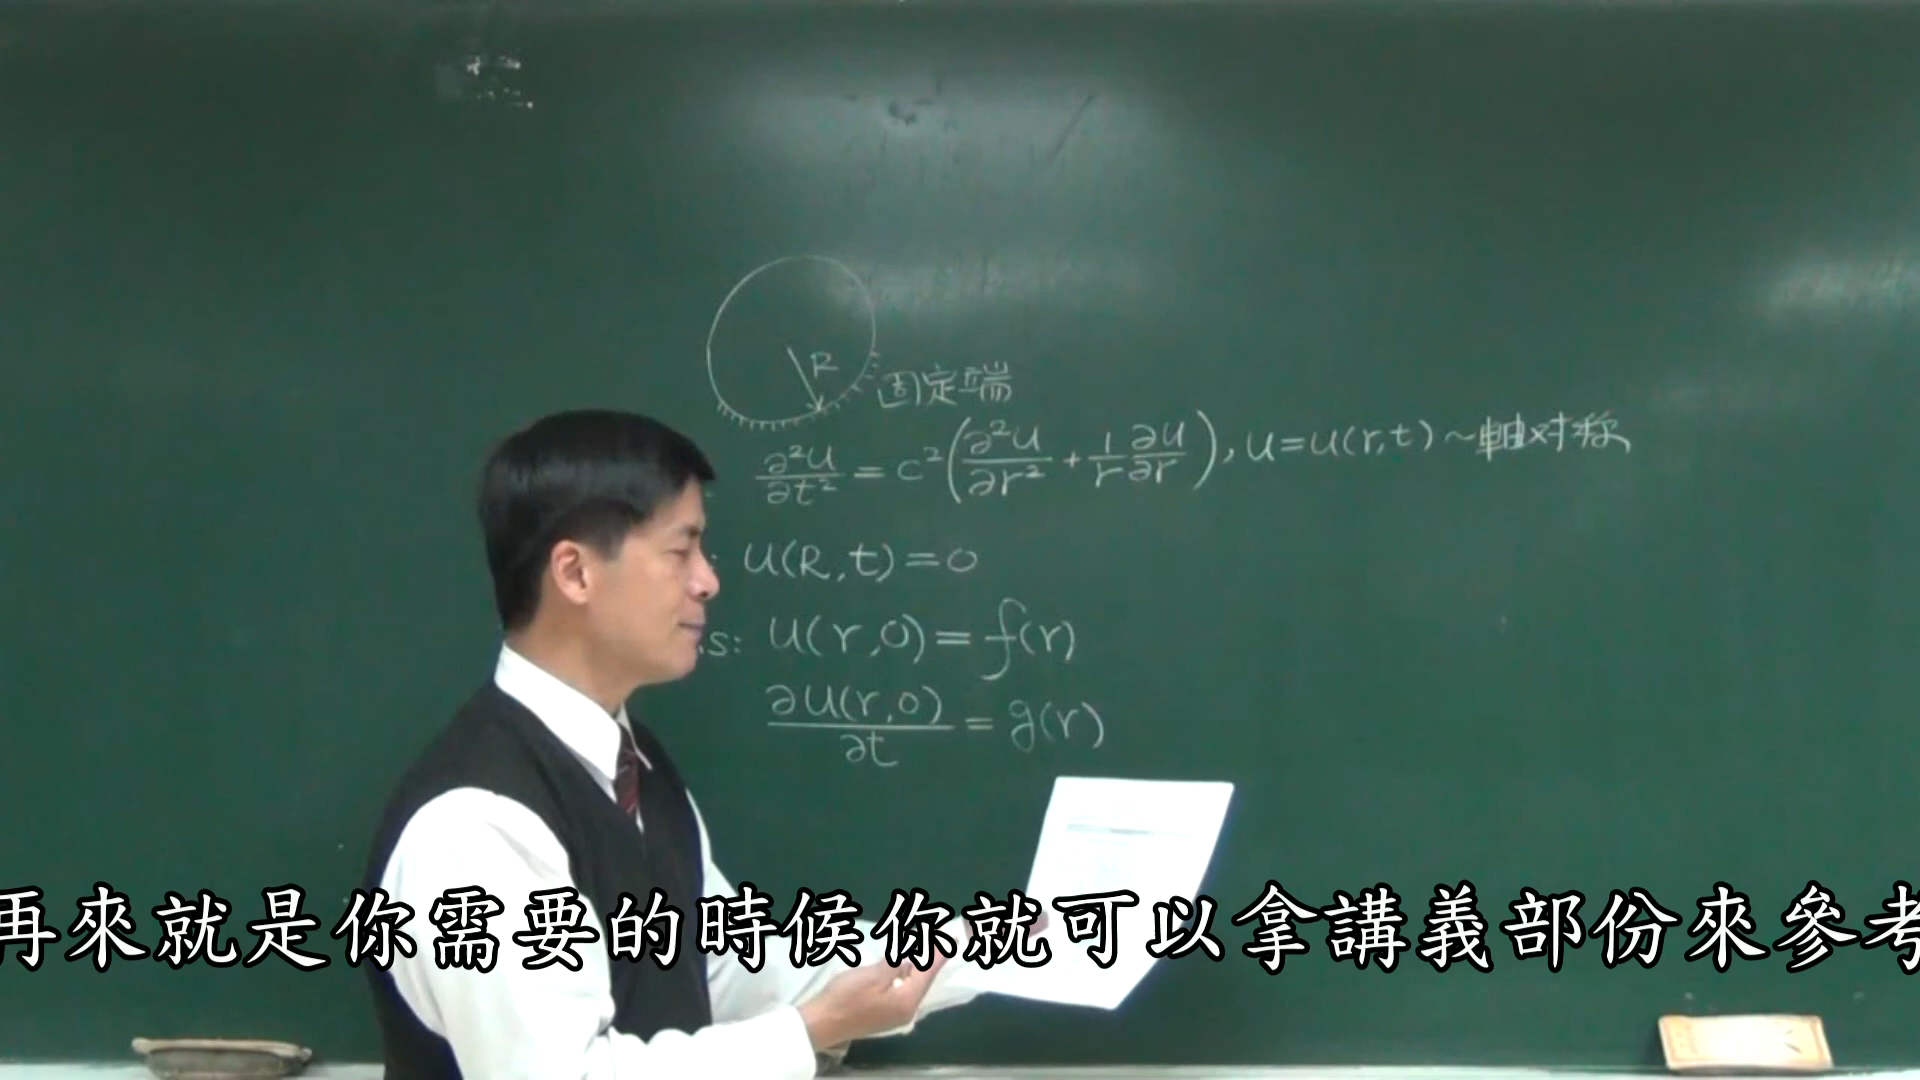 R
固定端
∂²u/∂t² = c²(∂²u/∂r² + 1/r ∂u/∂r), u=u(r,t)~軸对称
u(R,t)=0
s: u(r,0)=f(r)
∂u(r,0)/∂t = g(r)
再來就是你需要的時候你就可以拿講義部份來參考